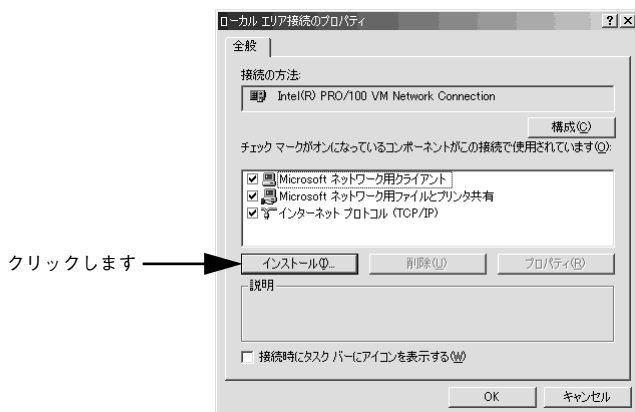 ローカル エリア接続のプロパティ
全般
接続の方法:
Intel(R) PRO/100 VM Network Connection
構成(C)
チェック マークがオンになっているコンポーネントがこの接続で使用されています(O):
Microsoft ネットワーク用クライアント
Microsoft ネットワーク用ファイルとプリンタ共有
インターネット プロトコル (TCP/IP)
クリックします
インストール(I)...
削除(U)
プロパティ(R)
説明
接続時にタスク バーにアイコンを表示する(W)
OK
キャンセル